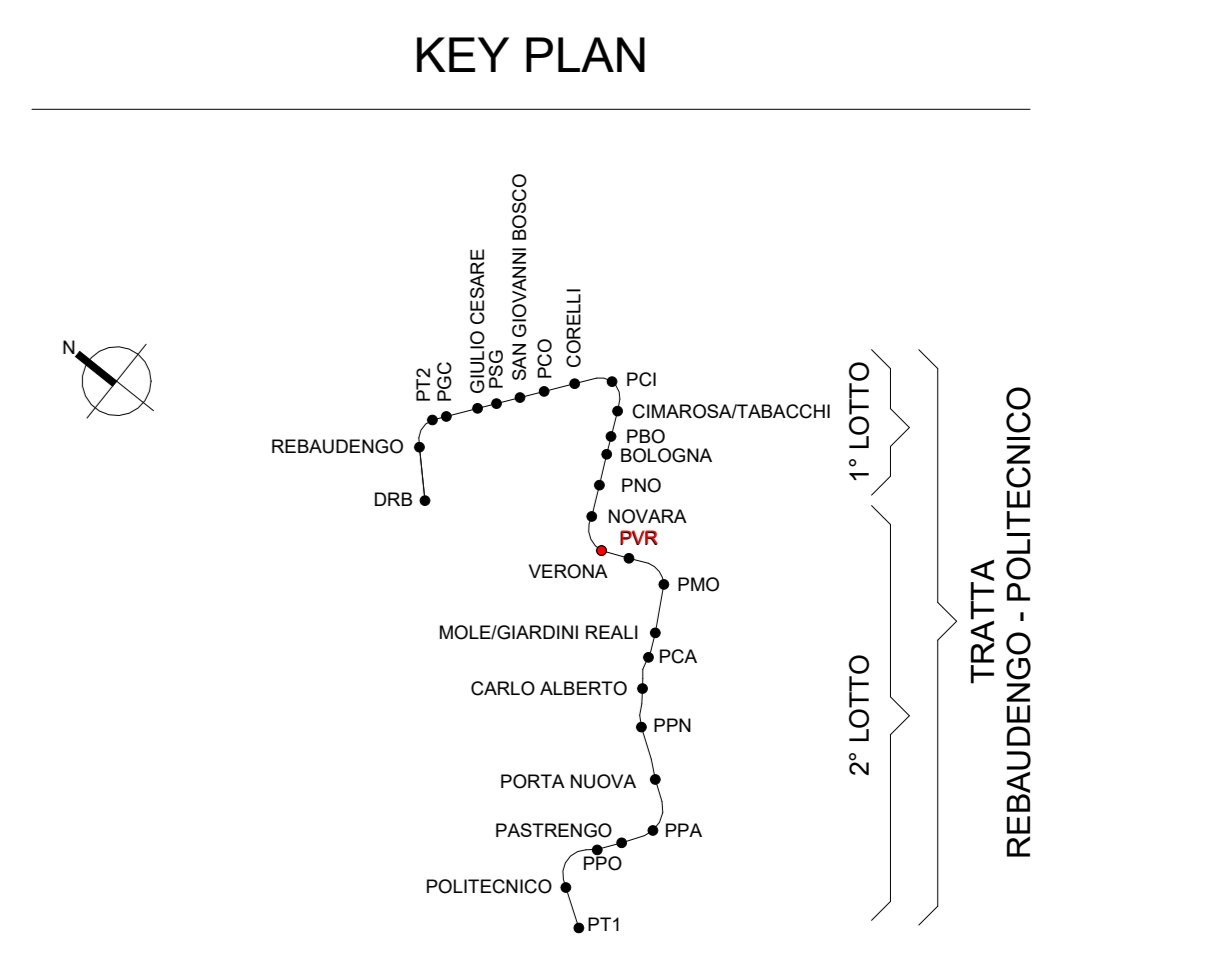 KEY PLAN
N
PT2
PGC
GIULIO CESARE
PSG
SAN GIOVANNI BOSCO
PCO
CORELLI
PCI
CIMAROSA/TABACCHI
REBAUDENGO
PBO
BOLOGNA
DRB
PNO
NOVARA
PVR
VERONA
PMO
MOLE/GIARDINI REALI
PCA
CARLO ALBERTO
PPN
PORTA NUOVA
PASTRENGO
PPA
PPO
POLITECNICO
PT1
1° LOTTO
2° LOTTO
TRATTA
REBAUDENGO - POLITECNICO